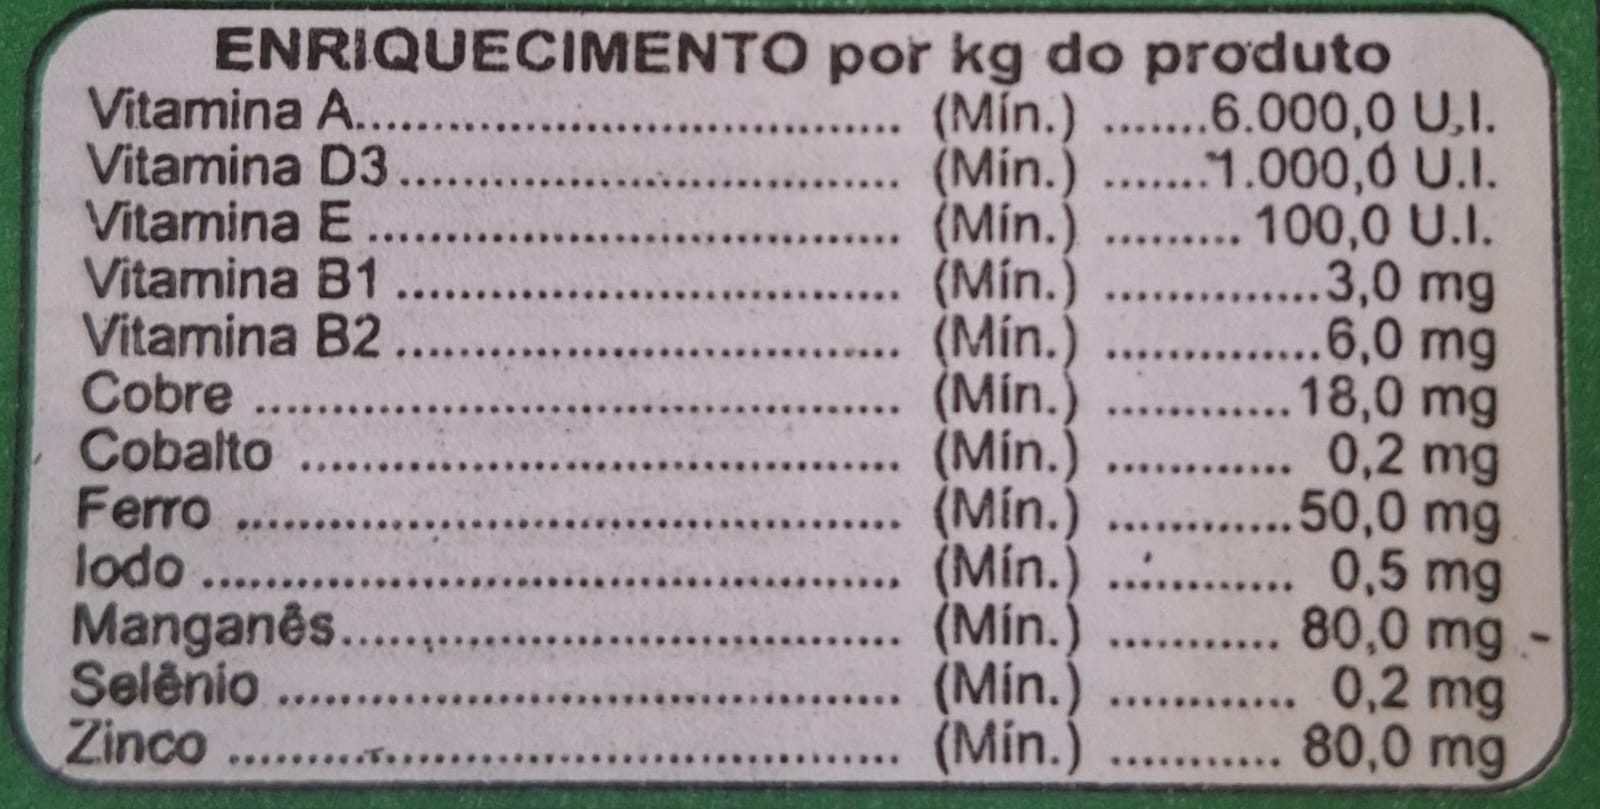 ENRIQUECIMENTO por kg do produto
Vitamina A.................................... (Mín.) .......6.000,0 U.I.
Vitamina D3................................. (Mín.) .......1.000,0 U.I.
Vitamina E ................................... (Mín.) ......... 100,0 U.I.
Vitamina B1 ................................. (Mín.) ..............3,0 mg
Vitamina B2 ................................. (Mín.) ..............6,0 mg
Cobre .......................................... (Mín.) ............18,0 mg
Cobalto ....................................... (Mín.) ............ 0,2 mg
Ferro ........................................... (Mín.) ............50,0 mg
Iodo ............................................. (Mín.) ............ 0,5 mg
Manganês.................................... (Mín.) ........... 80,0 mg
Selênio ........................................ (Mín.) ............ 0,2 mg
Zinco ........................................... (Mín.) ........... 80,0 mg